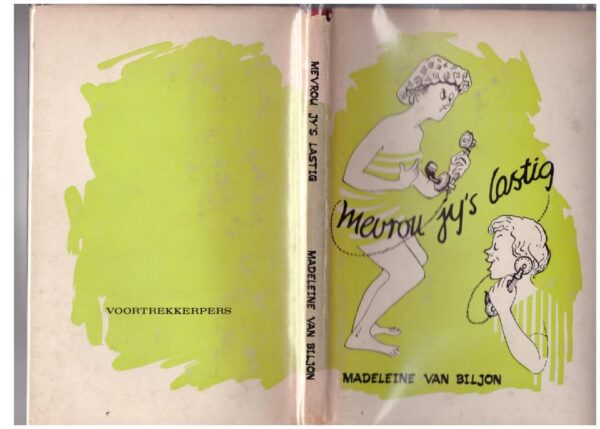 VOORTREKKERPERS
MEVROU JY'S LASTIG
MADELEINE VAN BILJON
mevrou jy's lastig
MADELEINE VAN BILJON